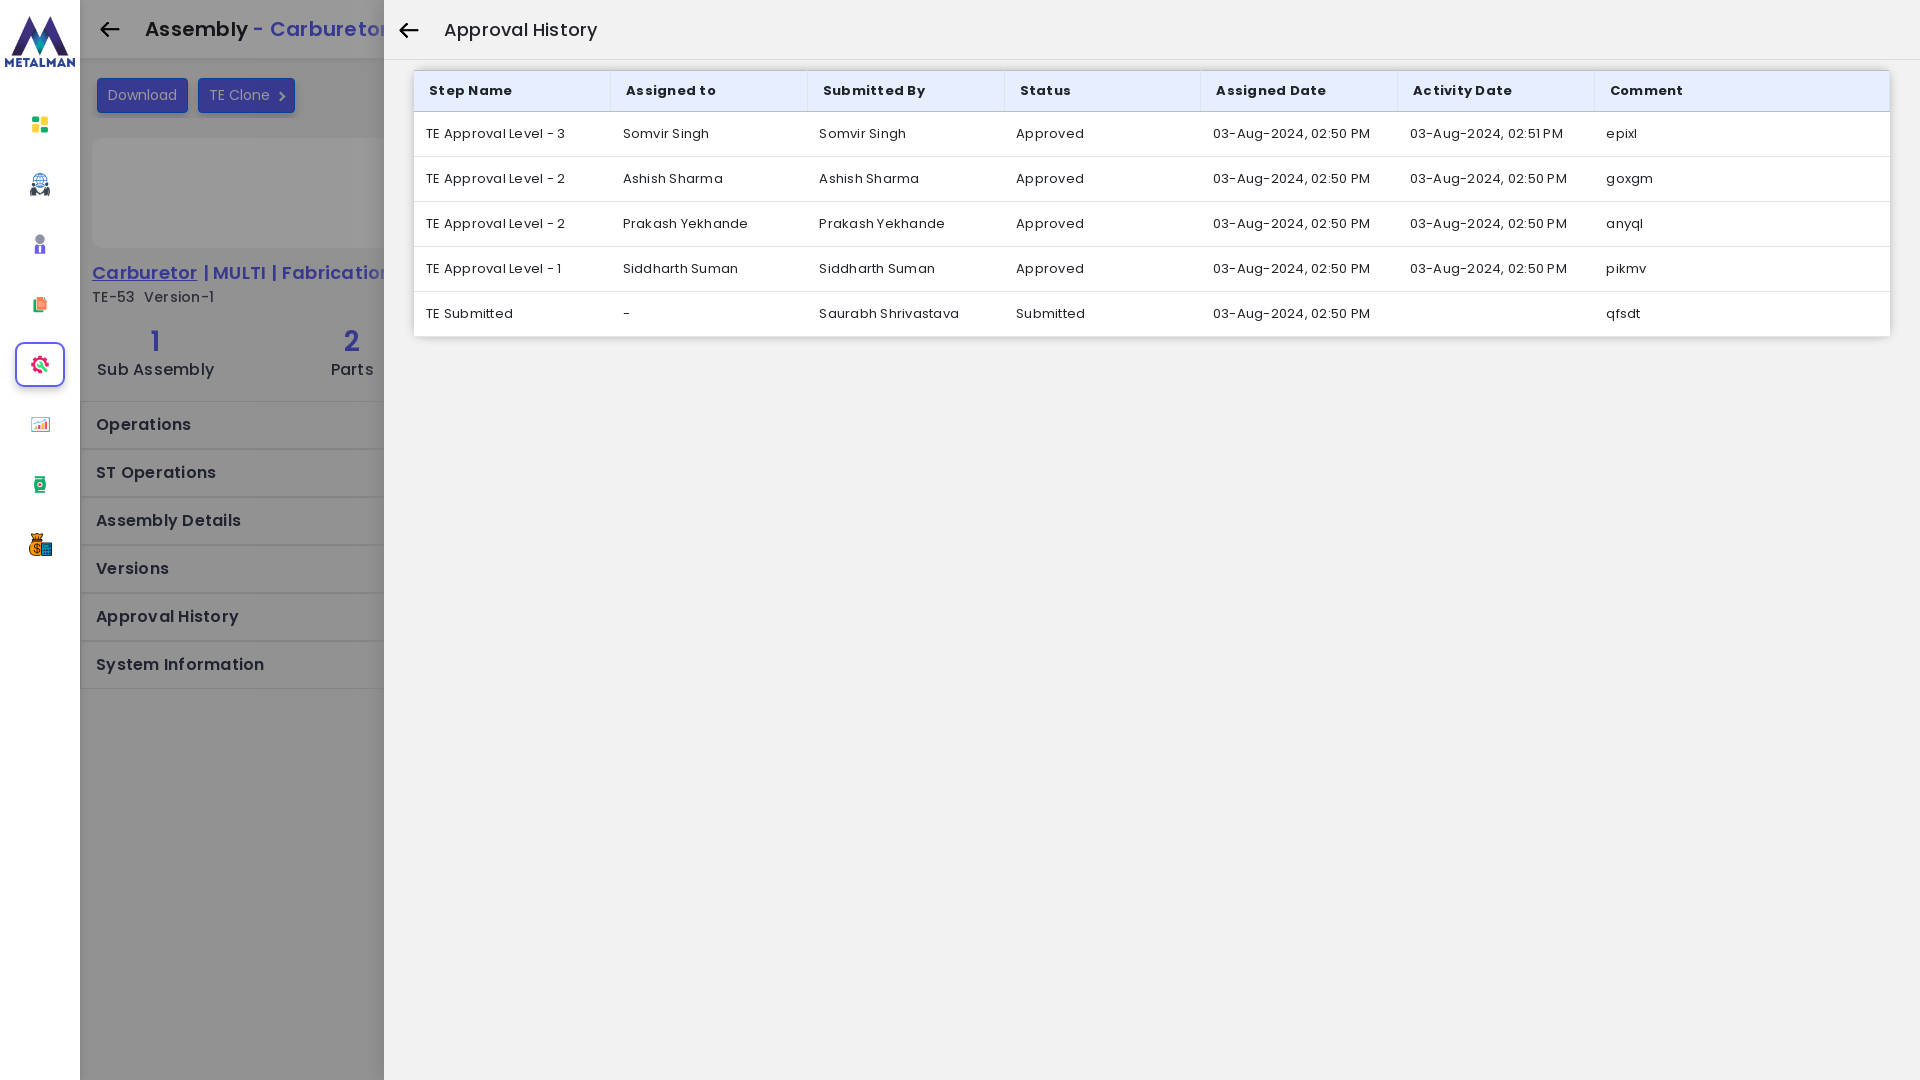 METALMAN
Assembly - Carburetor
Download
TE Clone
Carburetor | MULTI | Fabrication
TE-53 Version-1
1
Sub Assembly
2
Parts
Operations
ST Operations
Assembly Details
Versions
Approval History
System Information
Approval History
Step Name Assigned to Submitted By Status Assigned Date Activity Date Comment
TE Approval Level - 3 Somvir Singh Somvir Singh Approved 03-Aug-2024, 02:50 PM 03-Aug-2024, 02:51 PM epixl
TE Approval Level - 2 Ashish Sharma Ashish Sharma Approved 03-Aug-2024, 02:50 PM 03-Aug-2024, 02:50 PM goxgm
TE Approval Level - 2 Prakash Yekhande Prakash Yekhande Approved 03-Aug-2024, 02:50 PM 03-Aug-2024, 02:50 PM anyql
TE Approval Level - 1 Siddharth Suman Siddharth Suman Approved 03-Aug-2024, 02:50 PM 03-Aug-2024, 02:50 PM pikmv
TE Submitted - Saurabh Shrivastava Submitted 03-Aug-2024, 02:50 PM qfsdt